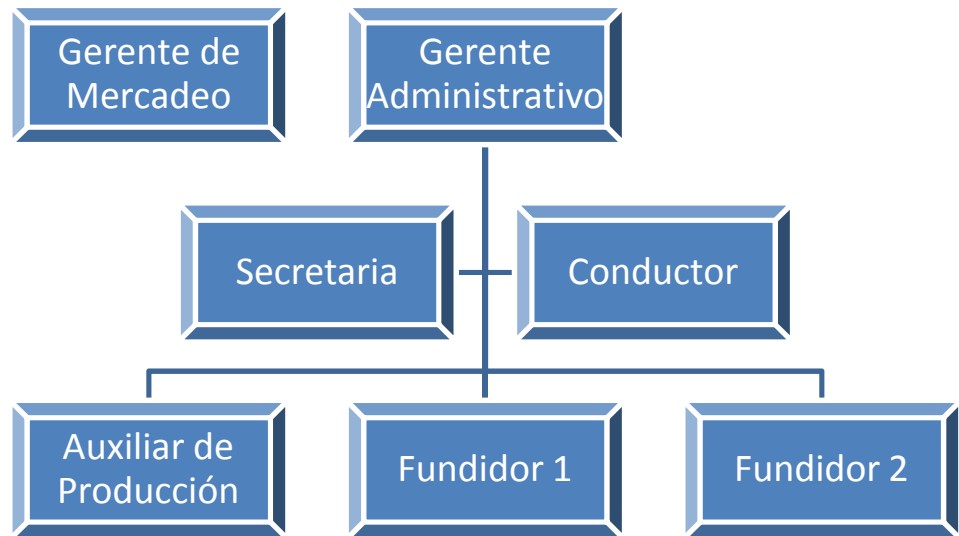 Gerente de
Mercadeo
Gerente
Administrativo
Secretaria
Conductor
Auxiliar de
Producción
Fundidor 1
Fundidor 2